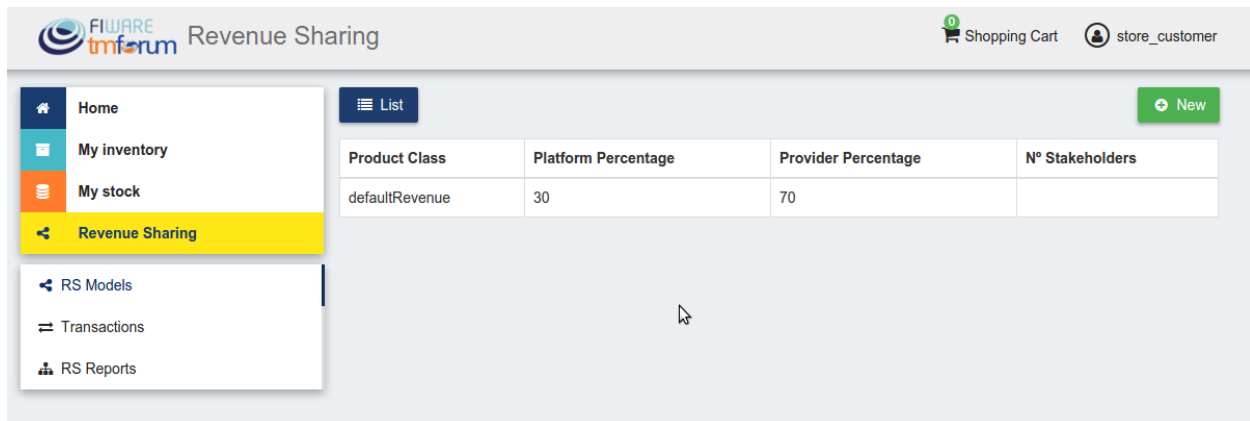 FIWARE
tmforum
Revenue Sharing
0
Shopping Cart
store_customer
Home
My inventory
My stock
Revenue Sharing
RS Models
Transactions
RS Reports
List
New
Product Class Platform Percentage Provider Percentage Nº Stakeholders
defaultRevenue 30 70